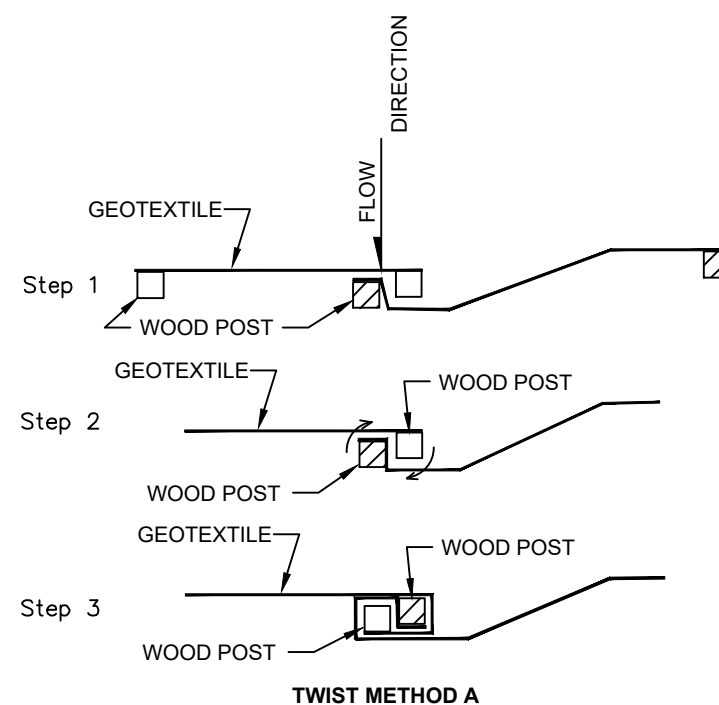 FLOW DIRECTION
GEOTEXTILE
Step 1
WOOD POST
GEOTEXTILE
WOOD POST
Step 2
WOOD POST
GEOTEXTILE
WOOD POST
Step 3
WOOD POST
TWIST METHOD A